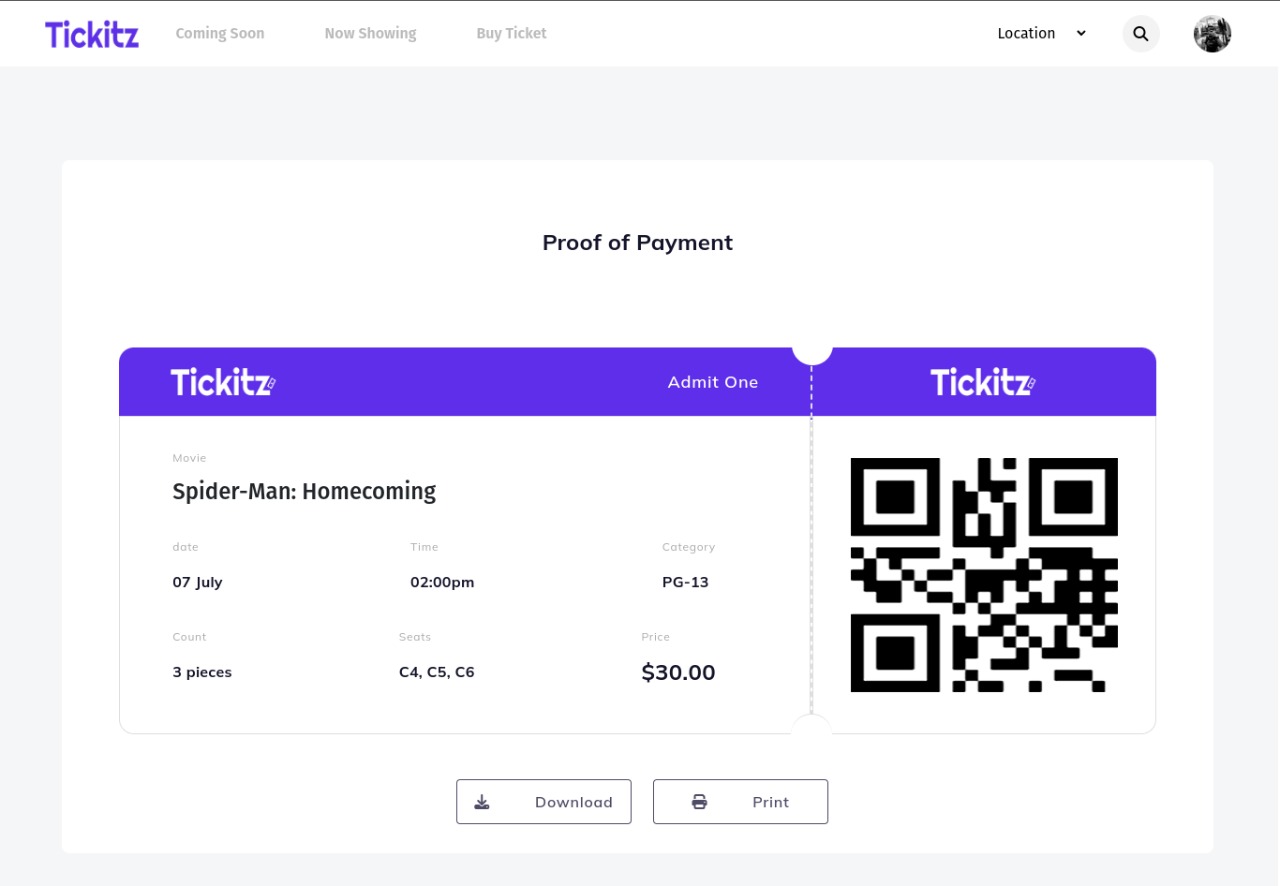 Tickitz Coming Soon Now Showing Buy Ticket Location
Proof of Payment
Tickitz Admit One Tickitz
Movie
Spider-Man: Homecoming
date Time Category
07 July 02:00pm PG-13
Count Seats Price
3 pieces C4, C5, C6 $30.00
Download Print